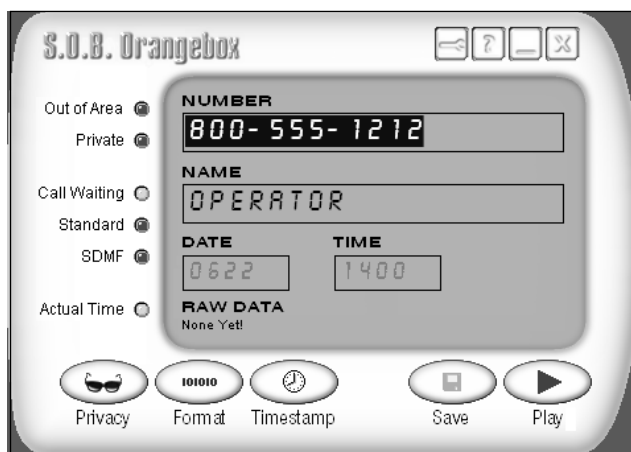 S.O.B. Orangebox
?
X
Out of Area
Private
Call Waiting
Standard
SDMF
Actual Time
NUMBER
800-555-1212
NAME
OPERATOR
DATE TIME
0622 1400
RAW DATA
None Yet!
101010
Privacy Format Timestamp Save Play